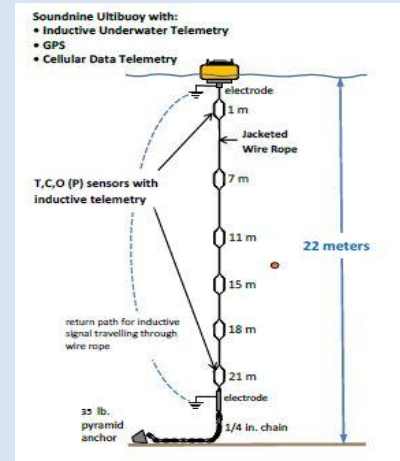 Soundnine Ultibuoy with:
• Inductive Underwater Telemetry
• GPS
• Cellular Data Telemetry
electrode
1 m
Jacketed
Wire Rope
T,C,O (P) sensors with
inductive telemetry
7 m
11 m
22 meters
15 m
return path for inductive
signal travelling through
wire rope
18 m
21 m
electrode
35 lb.
pyramid
anchor
1/4 in. chain